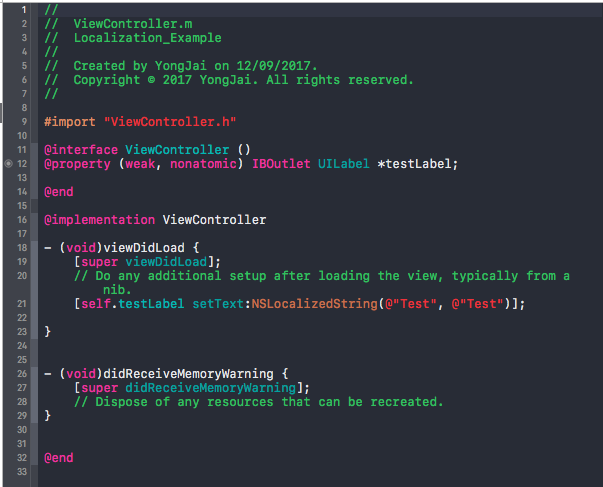 1 //
2 //  ViewController.m
3 //  Localization_Example
4 //
5 //  Created by YongJai on 12/09/2017.
6 //  Copyright © 2017 YongJai. All rights reserved.
7 //
8
9 #import "ViewController.h"
10
11 @interface ViewController ()
12 @property (weak, nonatomic) IBOutlet UILabel *testLabel;
13
14 @end
15
16 @implementation ViewController
17
18 - (void)viewDidLoad {
19     [super viewDidLoad];
20     // Do any additional setup after loading the view, typically from a
        nib.
21     [self.testLabel setText:NSLocalizedString(@"Test", @"Test")];
22
23 }
24
25
26 - (void)didReceiveMemoryWarning {
27     [super didReceiveMemoryWarning];
28     // Dispose of any resources that can be recreated.
29 }
30
31
32 @end
33